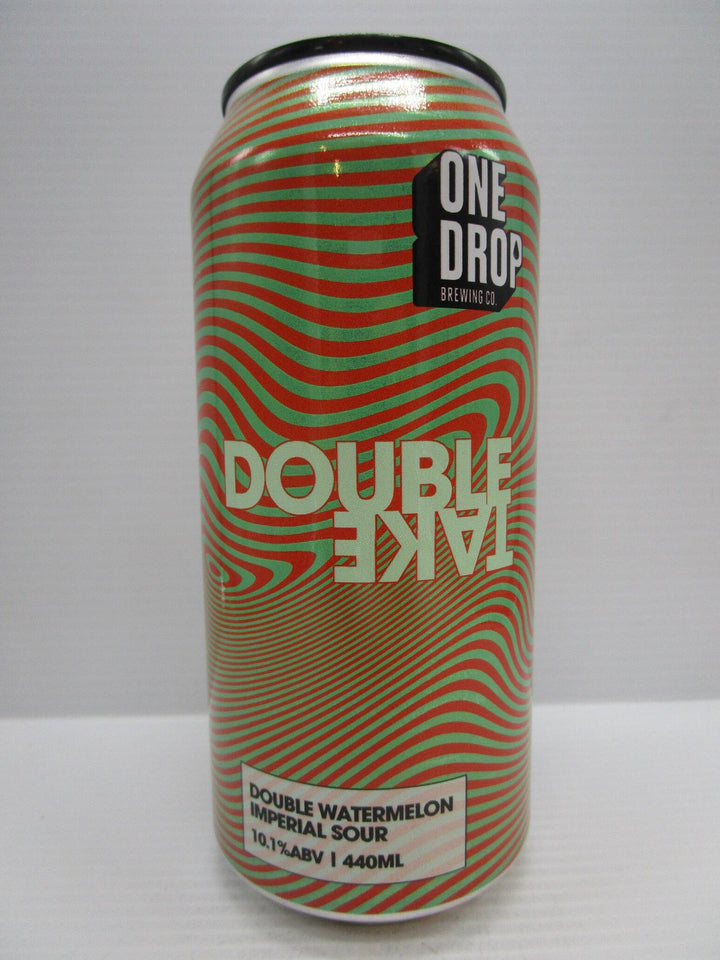 ONE
DROP
BREWING CO.
DOUBLE
TAKE
DOUBLE WATERMELON
IMPERIAL SOUR
10.1%ABV | 440ML